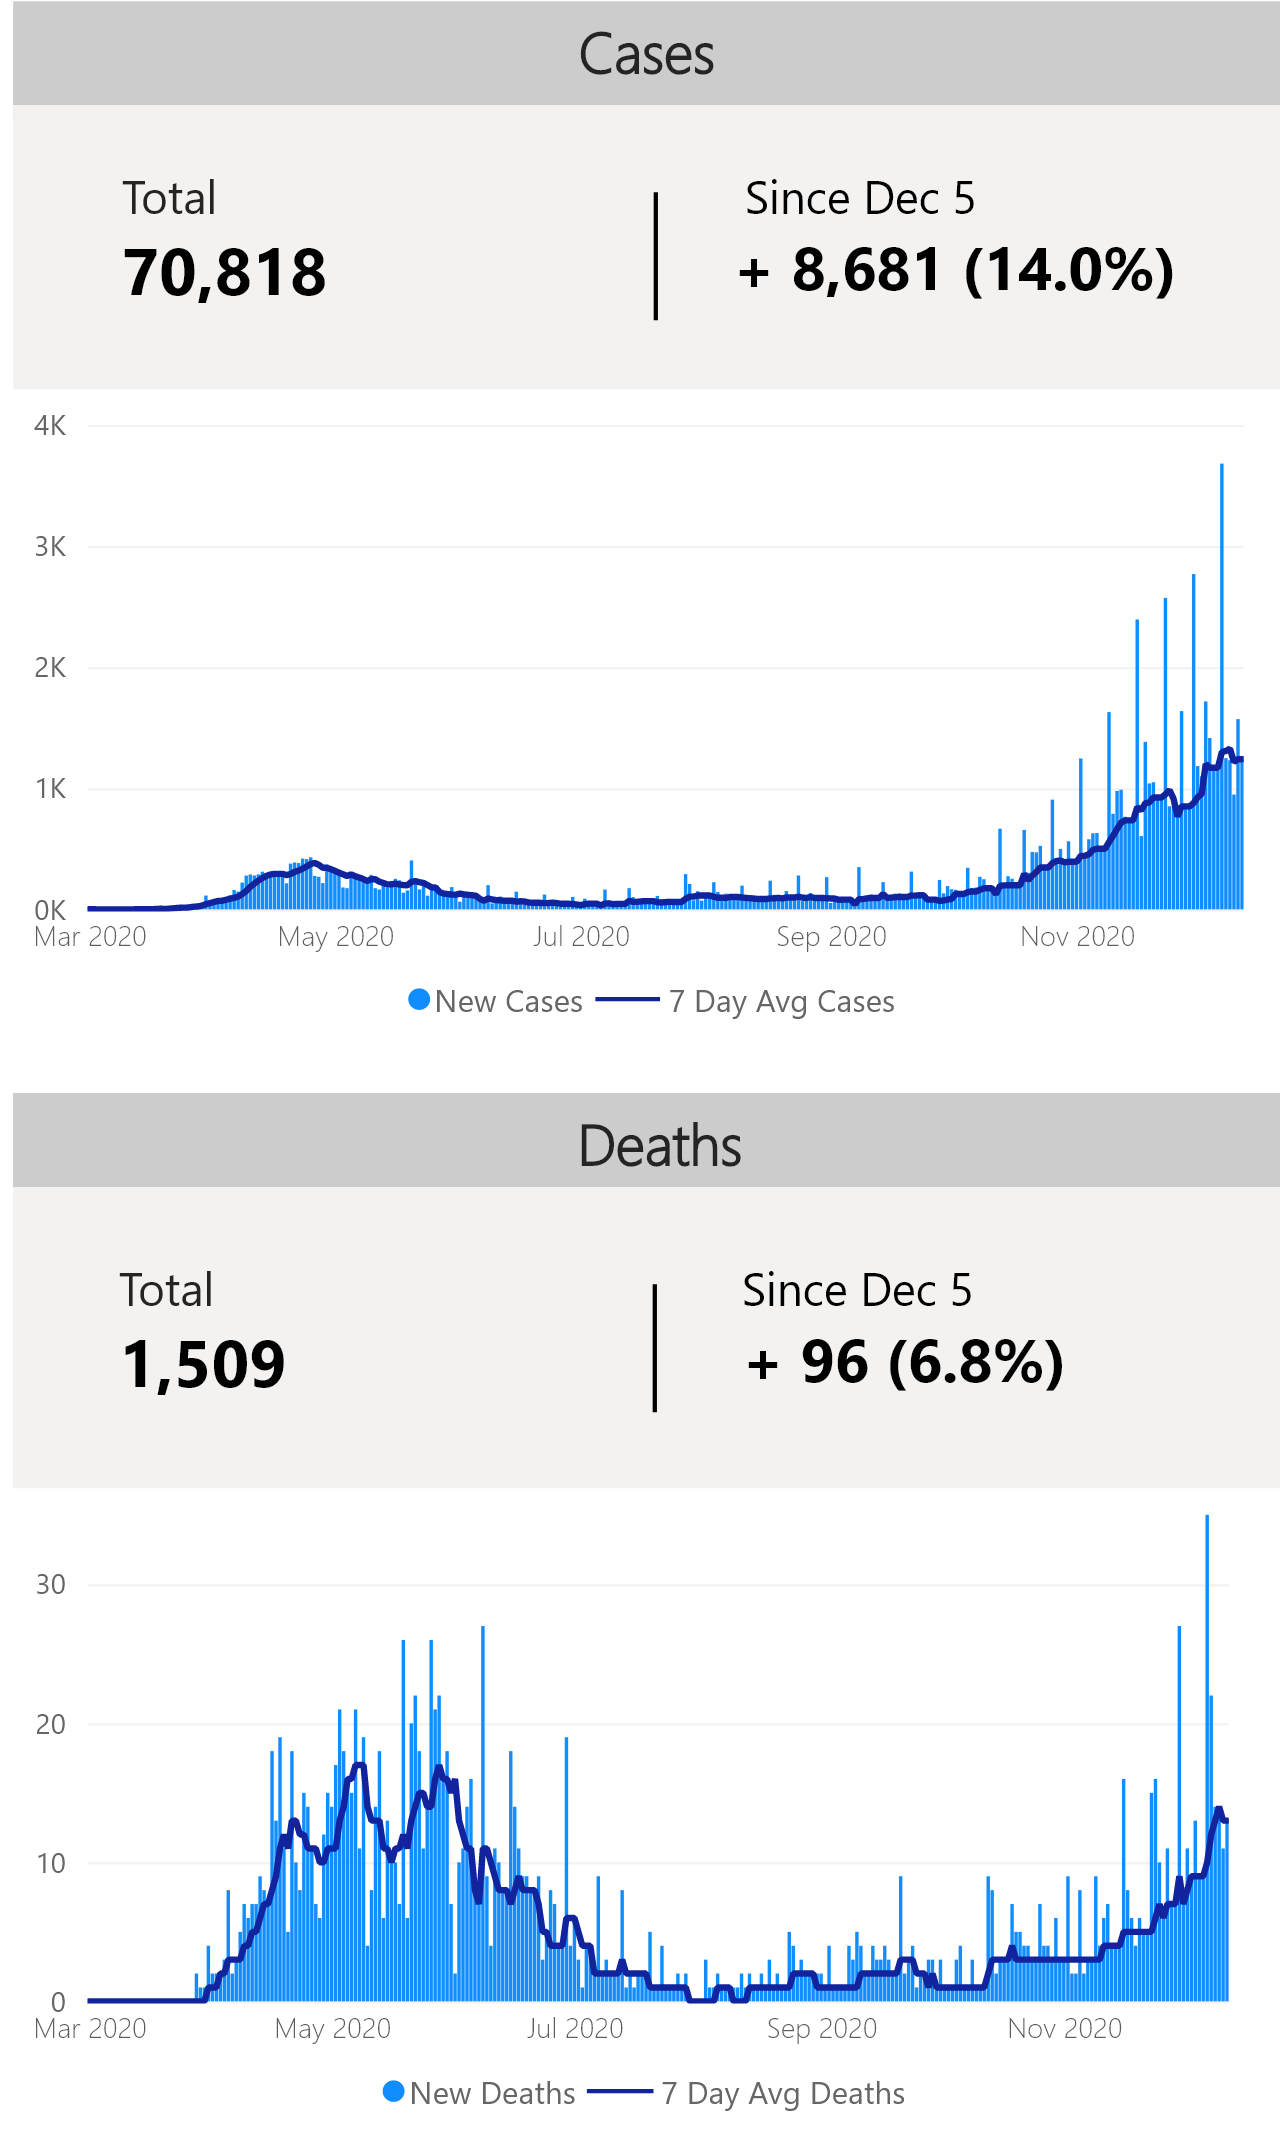 Cases
Total
70,818
Since Dec 5
+ 8,681 (14.0%)
4K
3K
2K
1K
0K
Mar 2020 May 2020 Jul 2020 Sep 2020 Nov 2020
New Cases 7 Day Avg Cases
Deaths
Total
1,509
Since Dec 5
+ 96 (6.8%)
30
20
10
0
Mar 2020 May 2020 Jul 2020 Sep 2020 Nov 2020
New Deaths 7 Day Avg Deaths